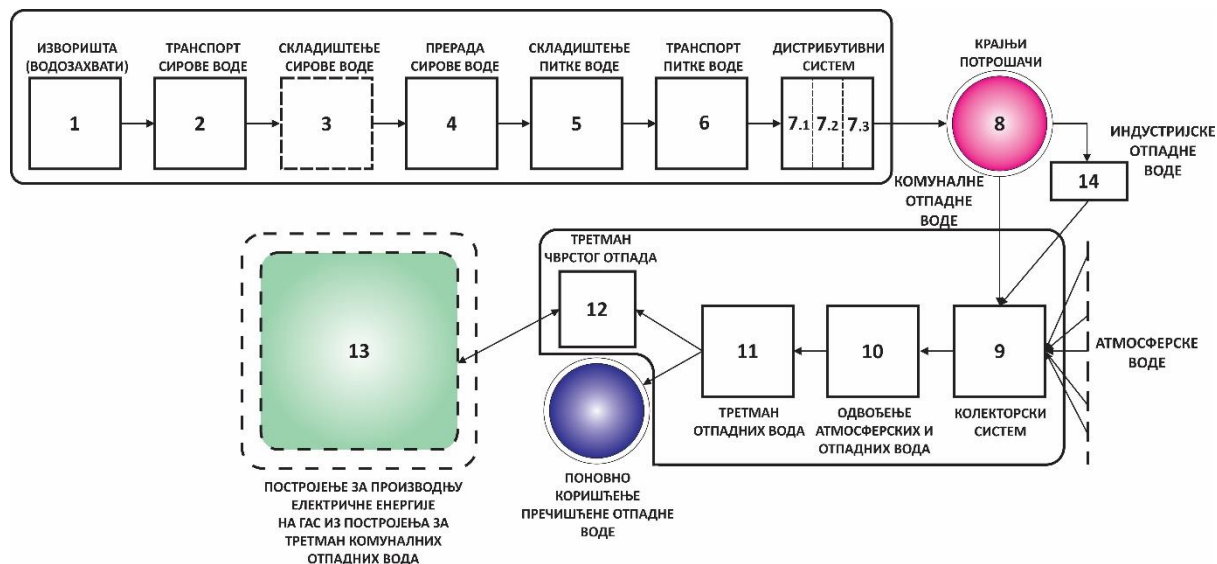 ИЗВОРИШТА
(ВОДОЗАХВАТИ)
ТРАНСПОРТ
СИРОВЕ ВОДЕ
СКЛАДИШТЕЊЕ
СИРОВЕ ВОДЕ
ПРЕРАДА
СИРОВЕ ВОДЕ
СКЛАДИШТЕЊЕ
ПИТКЕ ВОДЕ
ТРАНСПОРТ
ПИТКЕ ВОДЕ
ДИСТРИБУТИВНИ
СИСТЕМ
КРАЈЊИ
ПОТРОШАЧИ
1
2
3
4
5
6
7.1
7.2
7.3
8
ИНДУСТРИЈСКЕ
ОТПАДНЕ
ВОДЕ
14
КОМУНАЛНЕ
ОТПАДНЕ
ВОДЕ
ТРЕТМАН
ЧВРСТОГ ОТПАДА
12
13
11
10
9
АТМОСФЕРСКЕ
ВОДЕ
ТРЕТМАН
ОТПАДНИХ ВОДА
ОДВОЂЕЊЕ
АТМОСФЕРСКИХ И
ОТПАДНИХ ВОДА
КОЛЕКТОРСКИ
СИСТЕМ
ПОНОВНО
КОРИШЋЕЊЕ
ПРЕЧИШЋЕНЕ ОТПАДНЕ
ВОДЕ
ПОСТРОЈЕЊЕ ЗА ПРОИЗВОДЊУ
ЕЛЕКТРИЧНЕ ЕНЕРГИЈЕ
НА ГАС ИЗ ПОСТРОЈЕЊА ЗА
ТРЕТМАН КОМУНАЛНИХ
ОТПАДНИХ ВОДА